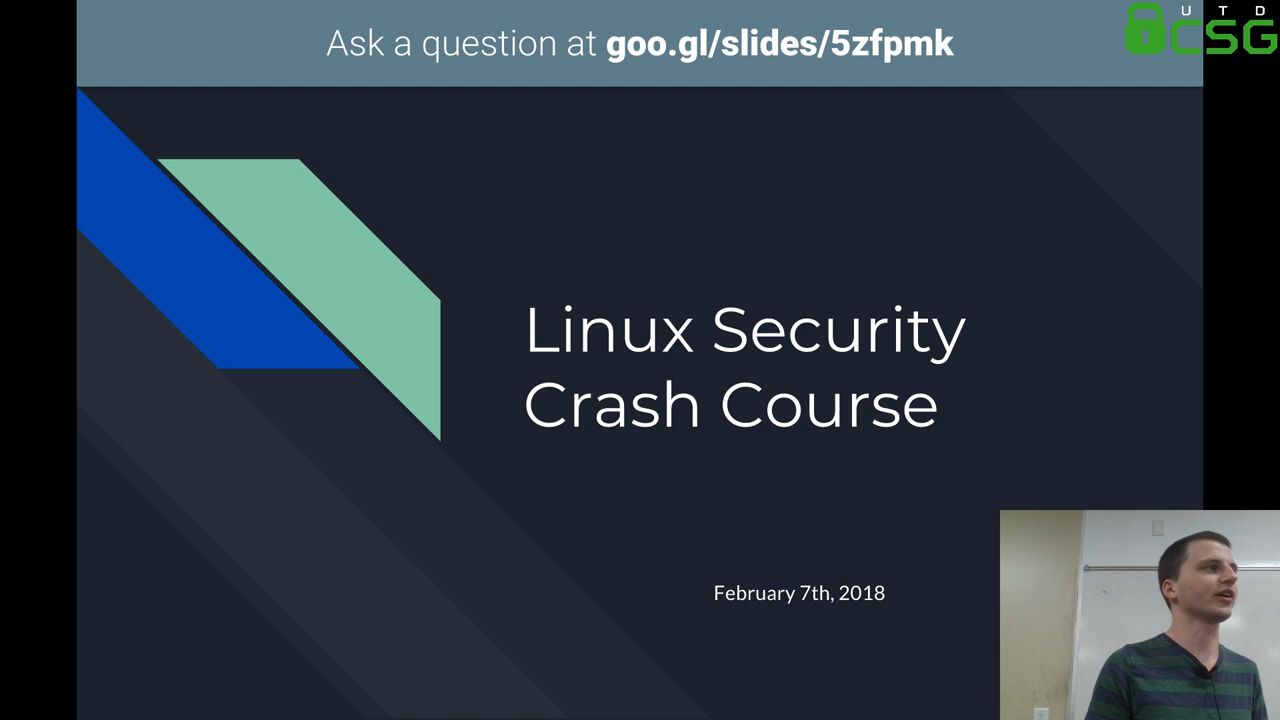 Ask a question at goo.gl/slides/5zfpmk
UTD
CSG
Linux Security
Crash Course
February 7th, 2018